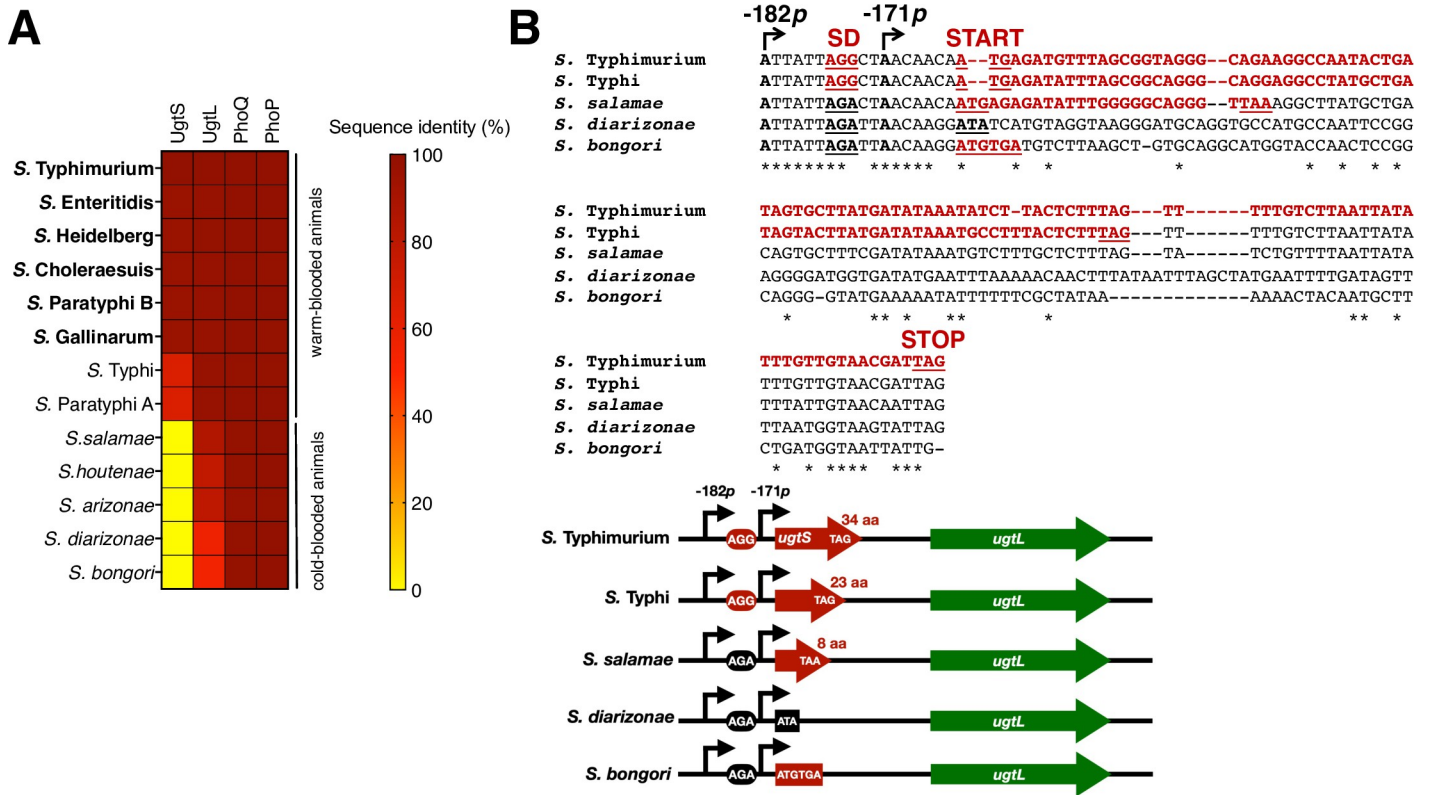 A
UgtS UgtL PhoQ PhoP
Sequence identity (%)
S. Typhimurium
S. Enteritidis
S. Heidelberg
S. Choleraesuis
S. Paratyphi B
S. Gallinarum
S. Typhi
S. Paratyphi A
S.salamae
S.houtenae
S. arizonae
S. diarizonae
S. bongori
warm-blooded animals
cold-blooded animals
100
80
60
40
20
0
B
-182p -171p
SD START
S. Typhimurium ATTATTAGGCTAACAACAA--TGAGATGTTTAGCGGTAGGG--CAGAAGGCCAATACTGA
S. Typhi ATTATTAGGCTAACAACAA--TGAGATGTTTAGCGGCAGGG--CAGGAGGCCTATGCTGA
S. salamae ATTATTAGACTAACAACAATGAGAGATATTTGGGGGCAGGG--TTAAAGGCTTATGCTGA
S. diarizonae ATTATTAGATTAACAAGGATATCATGTAGGTAAGGGATGCAGGTGCCATGCCAATTCCGG
S. bongori ATTATTAGATTAACAAGGATGTGATGTCTTAAGCT-GTGCAGGCATGGTACCAACTCCGG
******** ****** * * * * * * * *
S. Typhimurium TAGTGCTTATGATATAAATATCT-TACTCTTTAG---TT------TTTGTCTTAATTATA
S. Typhi TAGTACTTATGATATAAATGCCTTTACTCTTTAG---TT------TTTGTCTTAATTATA
S. salamae CAGTGCTTTCGATATAAATGTCTTTGCTCTTTAG---TA------TCTGTTTTAATTATA
S. diarizonae AGGGGATGGTGATATGAATTTAAAAACAACTTTATAATTTAGCTATGAATTTTGATAGTT
S. bongori CAGGG-GTATGAAAAATATTTTTTCGCTATAA-------------AAAACTACAATGCTT
* ** * ** * ** *
STOP
S. Typhimurium TTTGTTGTAACGATTAG
S. Typhi TTTGTTGTAACGATTAG
S. salamae TTTATTGTAACAATTAG
S. diarizonae TTAATGGTAAGTATTAG
S. bongori CTGATGGTAATTATTG-
* * **** ***
-182p -171p
S. Typhimurium AGG ugtS TAG 34 aa ugtL
S. Typhi AGG TAG 23 aa ugtL
S. salamae AGA TAA 8 aa ugtL
S. diarizonae AGA ATA ugtL
S. bongori AGA ATGTGA ugtL